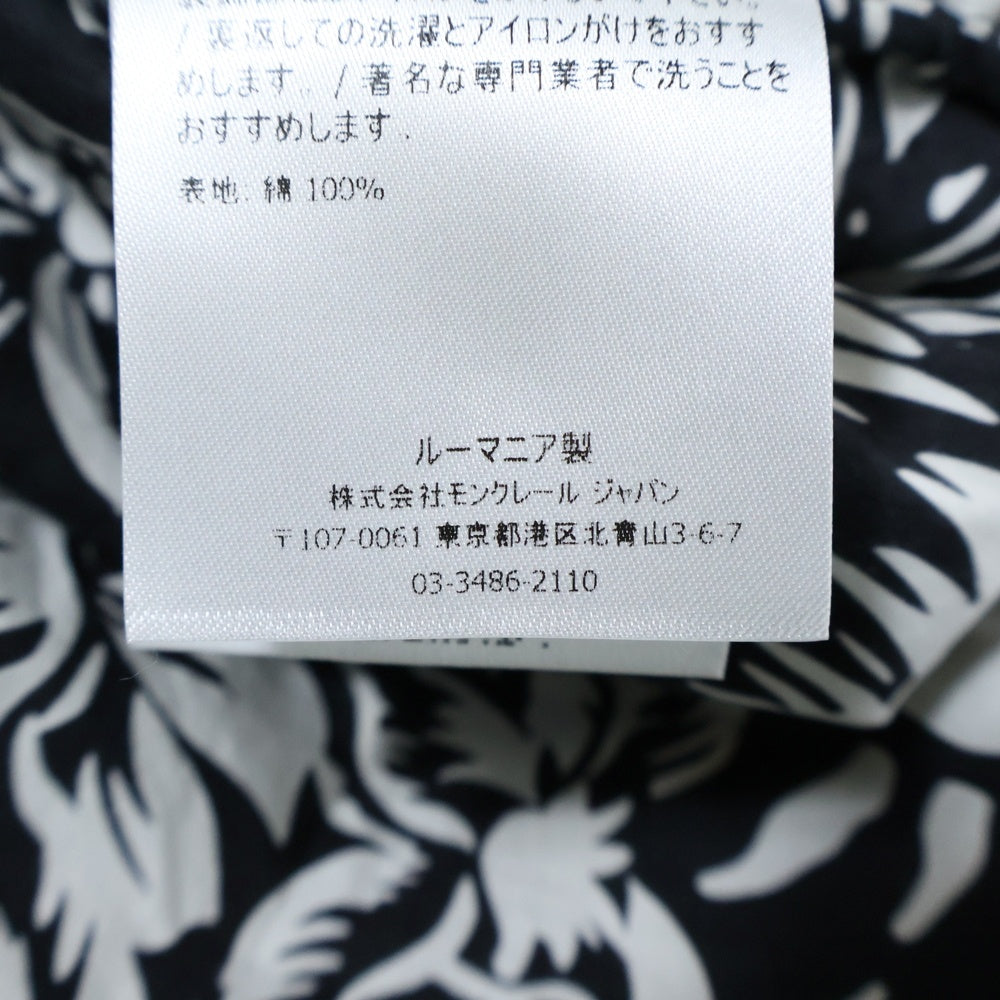 / 裏返しての洗濯とアイロンがけをおすす
めします. / 著名な専門業者で洗うことを
おすすめします.
表地: 綿 100%
ルーマニア製
株式会社モンクレール ジャパン
〒107-0061 東京都港区北青山3-6-7
03-3486-2110